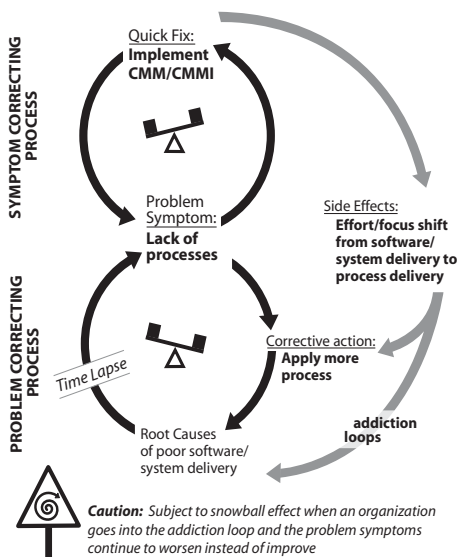 SYMPTOM CORRECTING
PROCESS
Quick Fix:
Implement
CMM/CMMI
Problem
Symptom:
Lack of
processes
Side Effects:
Effort/focus shift
from software/
system delivery to
process delivery
PROBLEM CORRECTING
PROCESS
Time Lapse
Corrective action:
Apply more
process
Root Causes
of poor software/
system delivery
addiction
loops
Caution: Subject to snowball effect when an organization
goes into the addiction loop and the problem symptoms
continue to worsen instead of improve